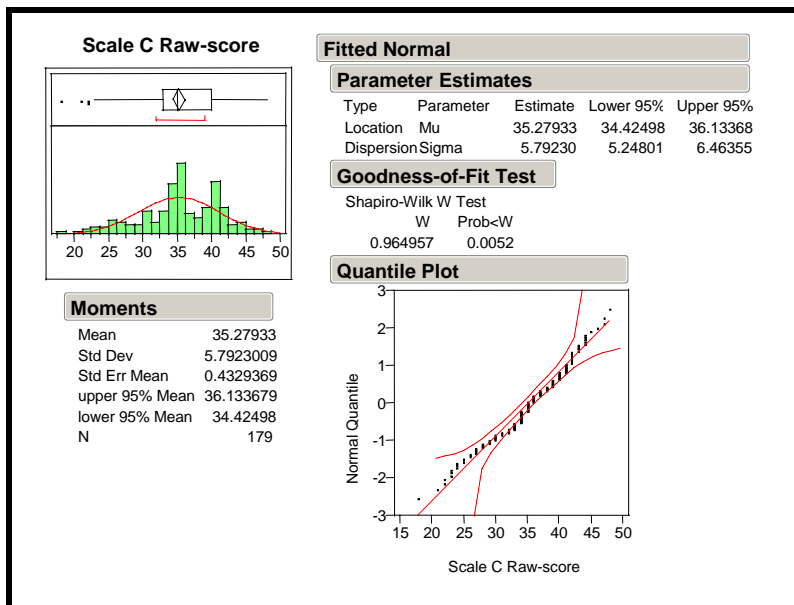 Scale C Raw-score
20 25 30 35 40 45 50
Moments
Mean 35.27933
Std Dev 5.7923009
Std Err Mean 0.4329369
upper 95% Mean 36.133679
lower 95% Mean 34.42498
N 179
Fitted Normal
Parameter Estimates
Type Parameter Estimate Lower 95% Upper 95%
Location Mu 35.27933 34.42498 36.13368
Dispersion Sigma 5.79230 5.24801 6.46355
Goodness-of-Fit Test
Shapiro-Wilk W Test
W Prob<W
0.964957 0.0052
Quantile Plot
3
2
1
0
-1
-2
-3
Normal Quantile
15 20 25 30 35 40 45 50
Scale C Raw-score